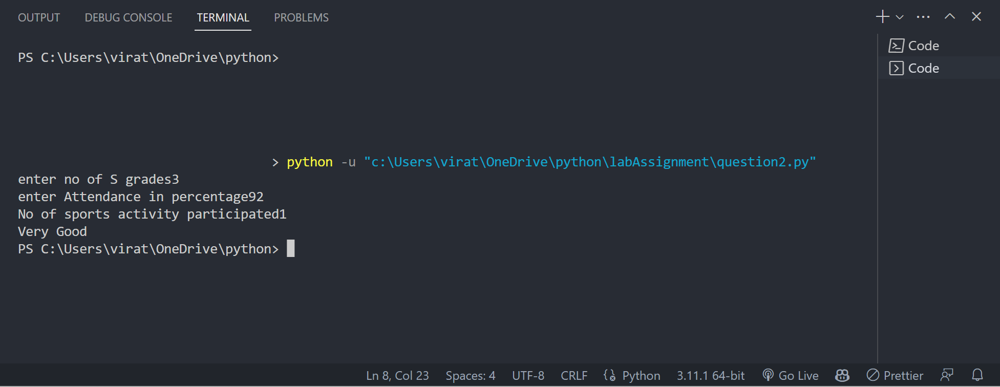 OUTPUT DEBUG CONSOLE TERMINAL PROBLEMS
Code
Code
PS C:\Users\virat\OneDrive\python>
> python -u "c:\Users\virat\OneDrive\python\labAssignment\question2.py"
enter no of S grades3
enter Attendance in percentage92
No of sports activity participated1
Very Good
PS C:\Users\virat\OneDrive\python>
Ln 8, Col 23 Spaces: 4 UTF-8 CRLF Python 3.11.1 64-bit Go Live Prettier